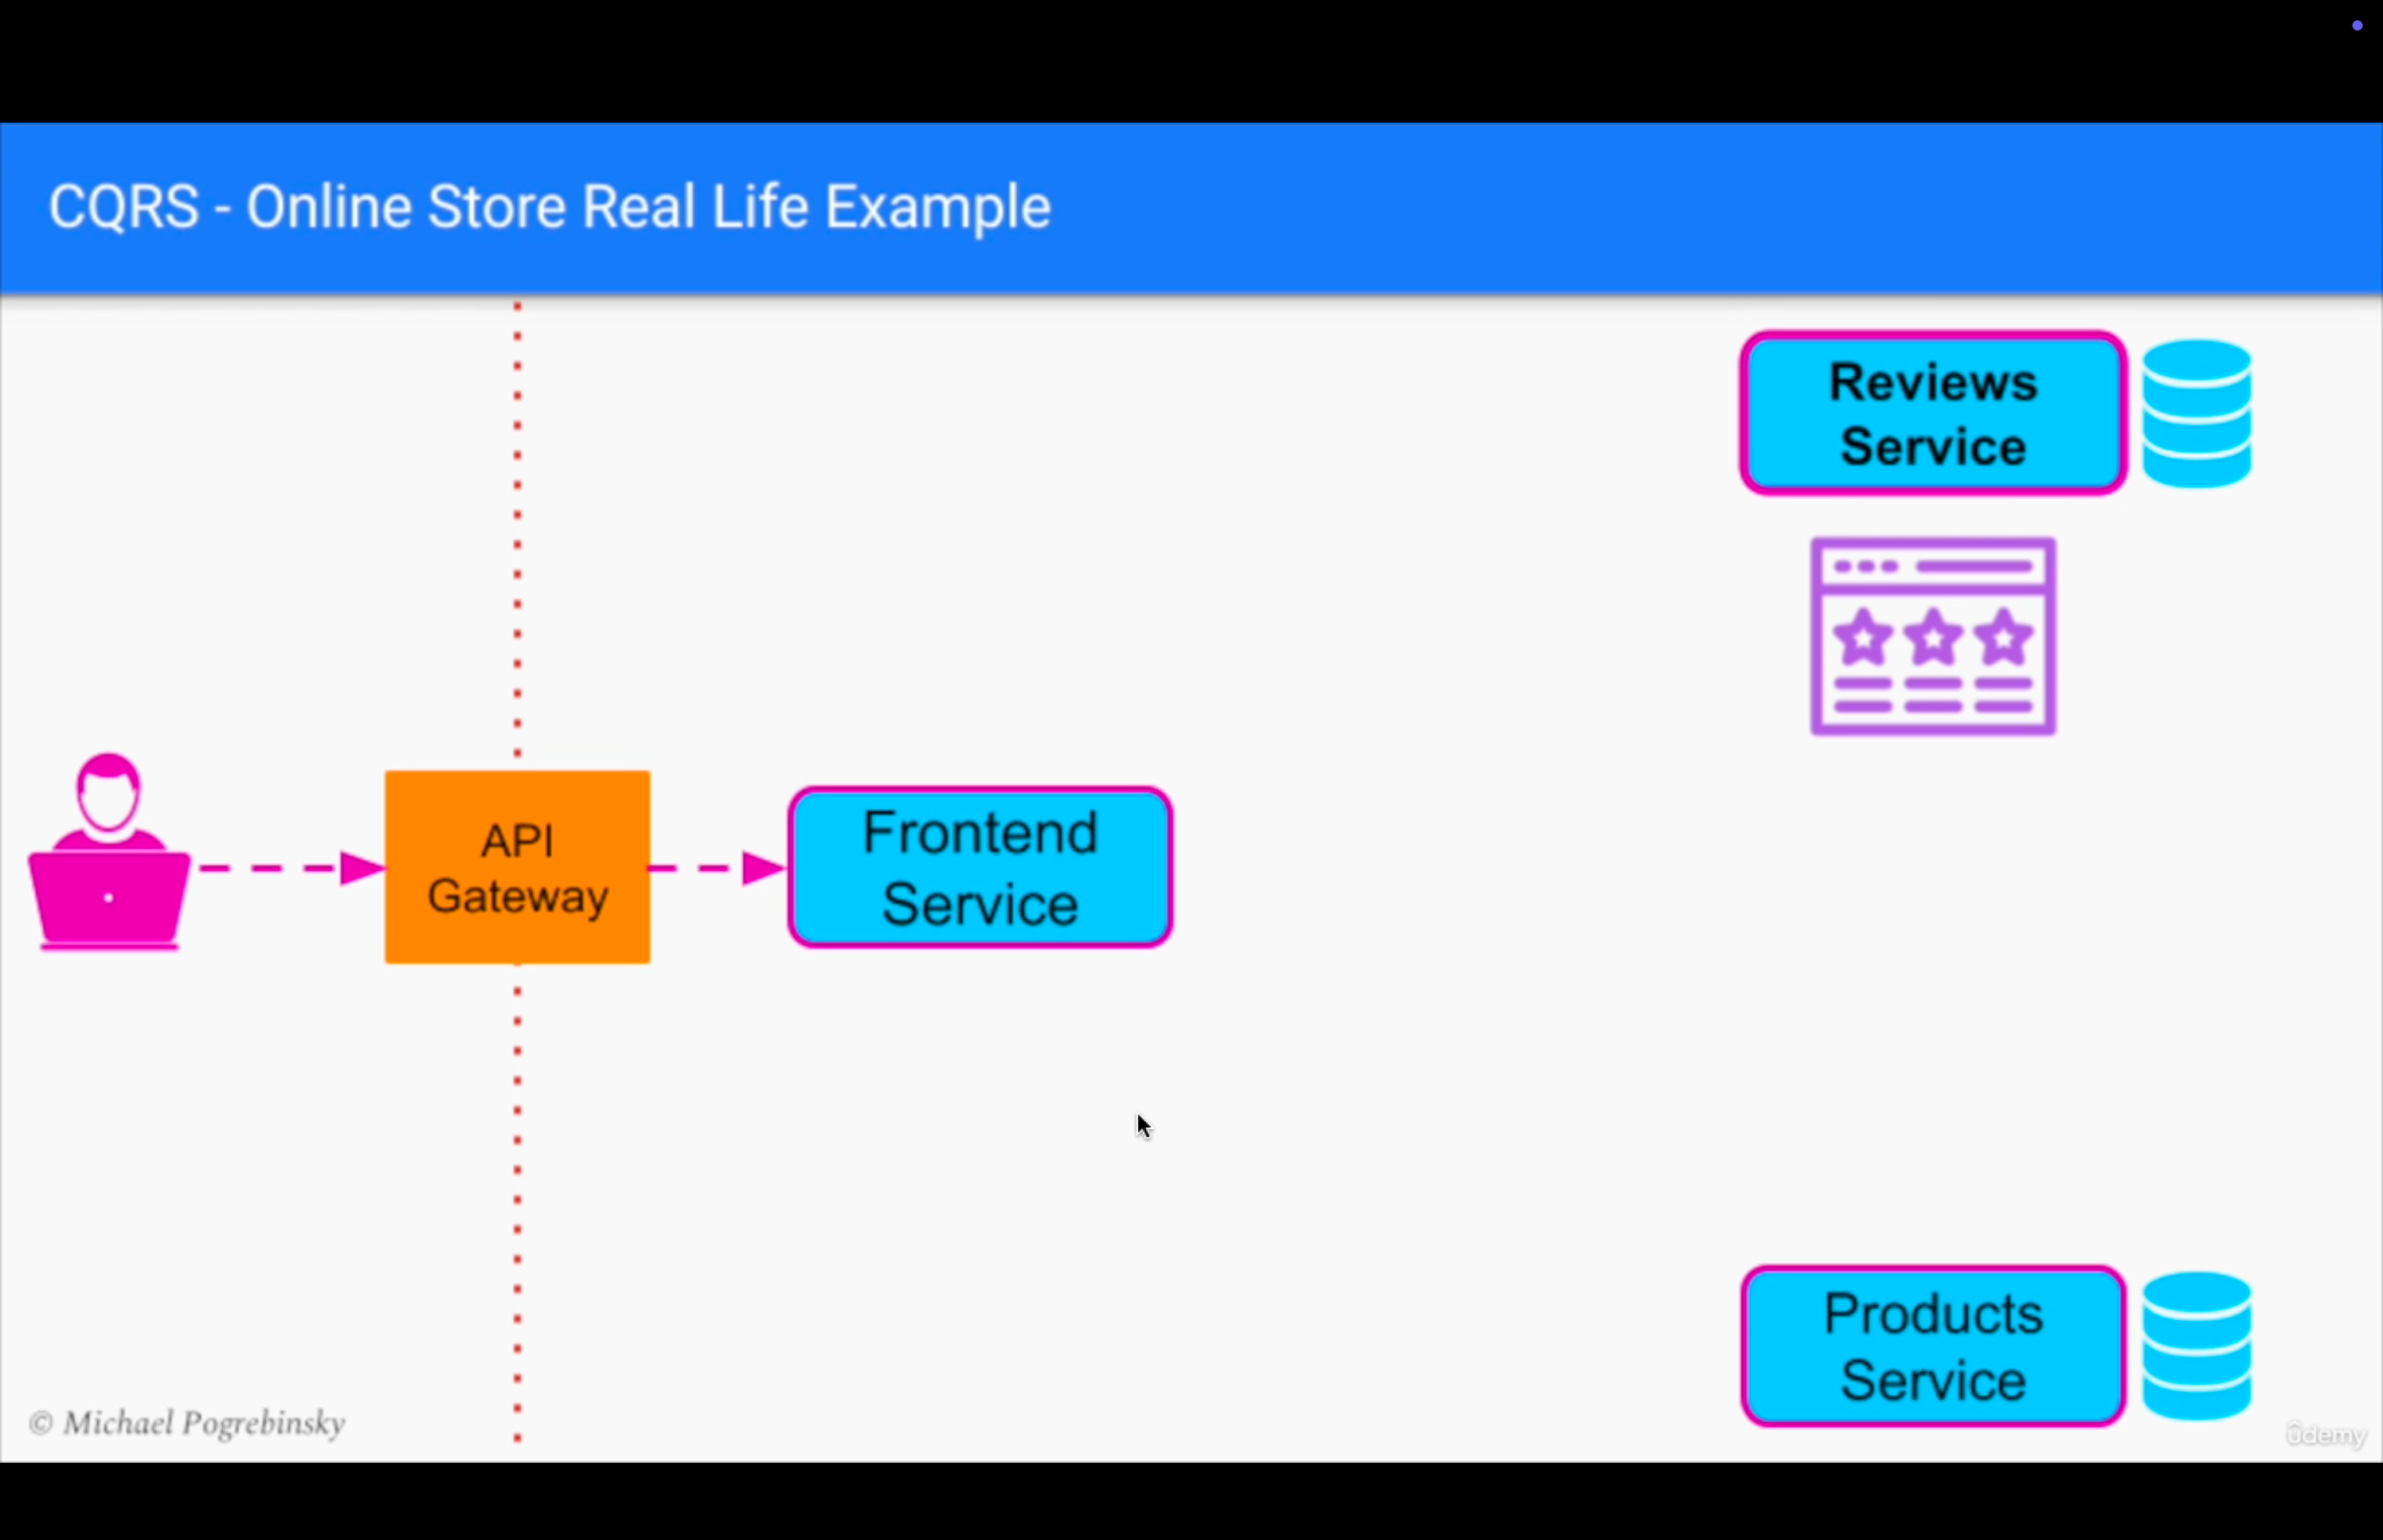 CQRS - Online Store Real Life Example
Reviews
Service
API
Gateway
Frontend
Service
Products
Service
© Michael Pogrebinsky
ûdemy